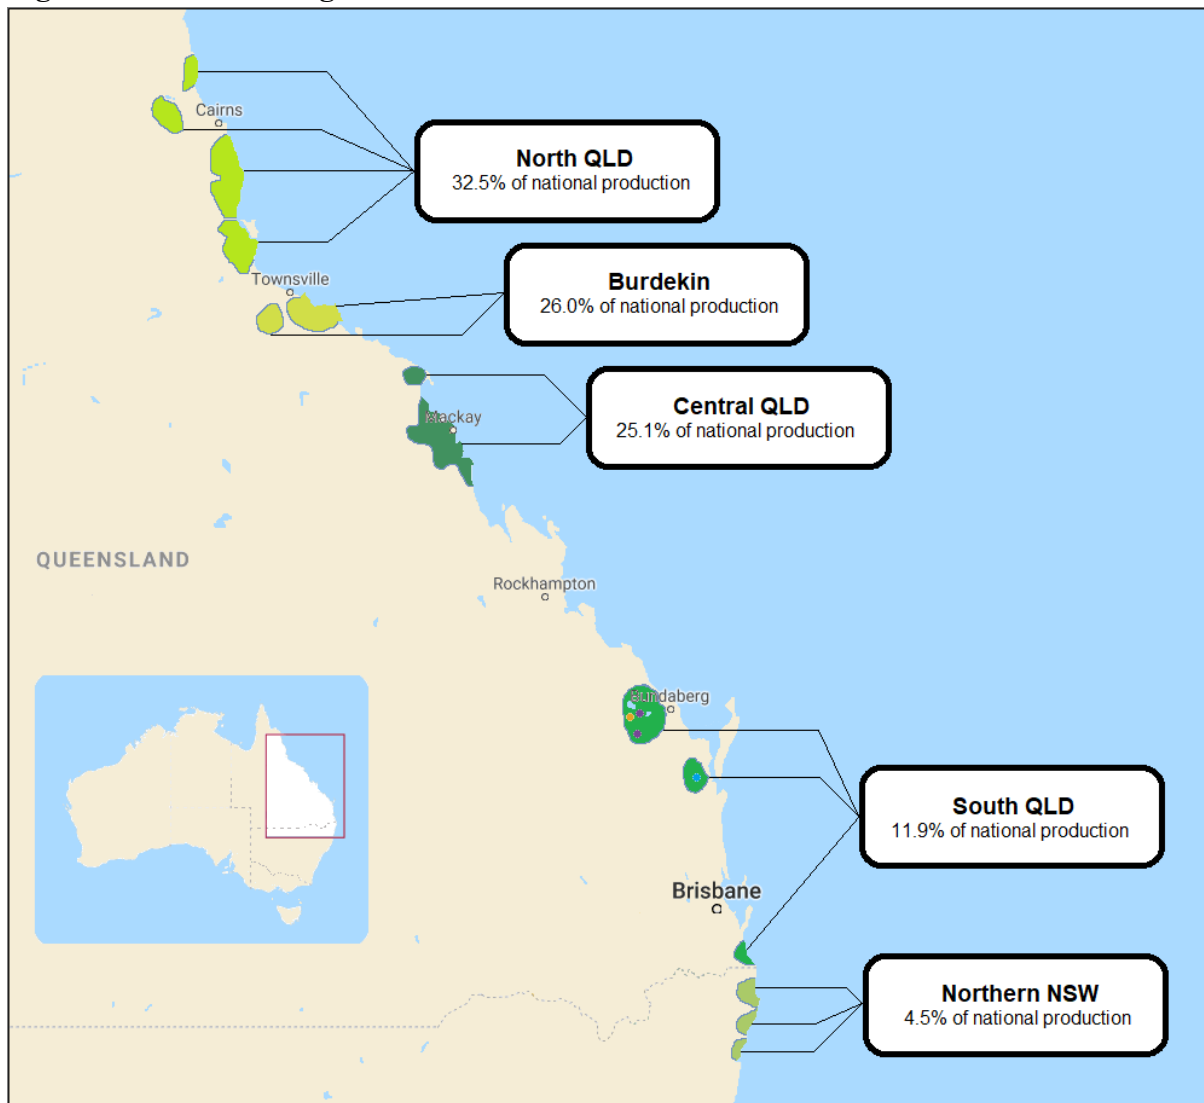 Cairns
North QLD
32.5% of national production
Townsville
Burdekin
26.0% of national production
Central QLD
25.1% of national production
Mackay
QUEENSLAND
Rockhampton
Bundaberg
South QLD
11.9% of national production
Brisbane
Northern NSW
4.5% of national production